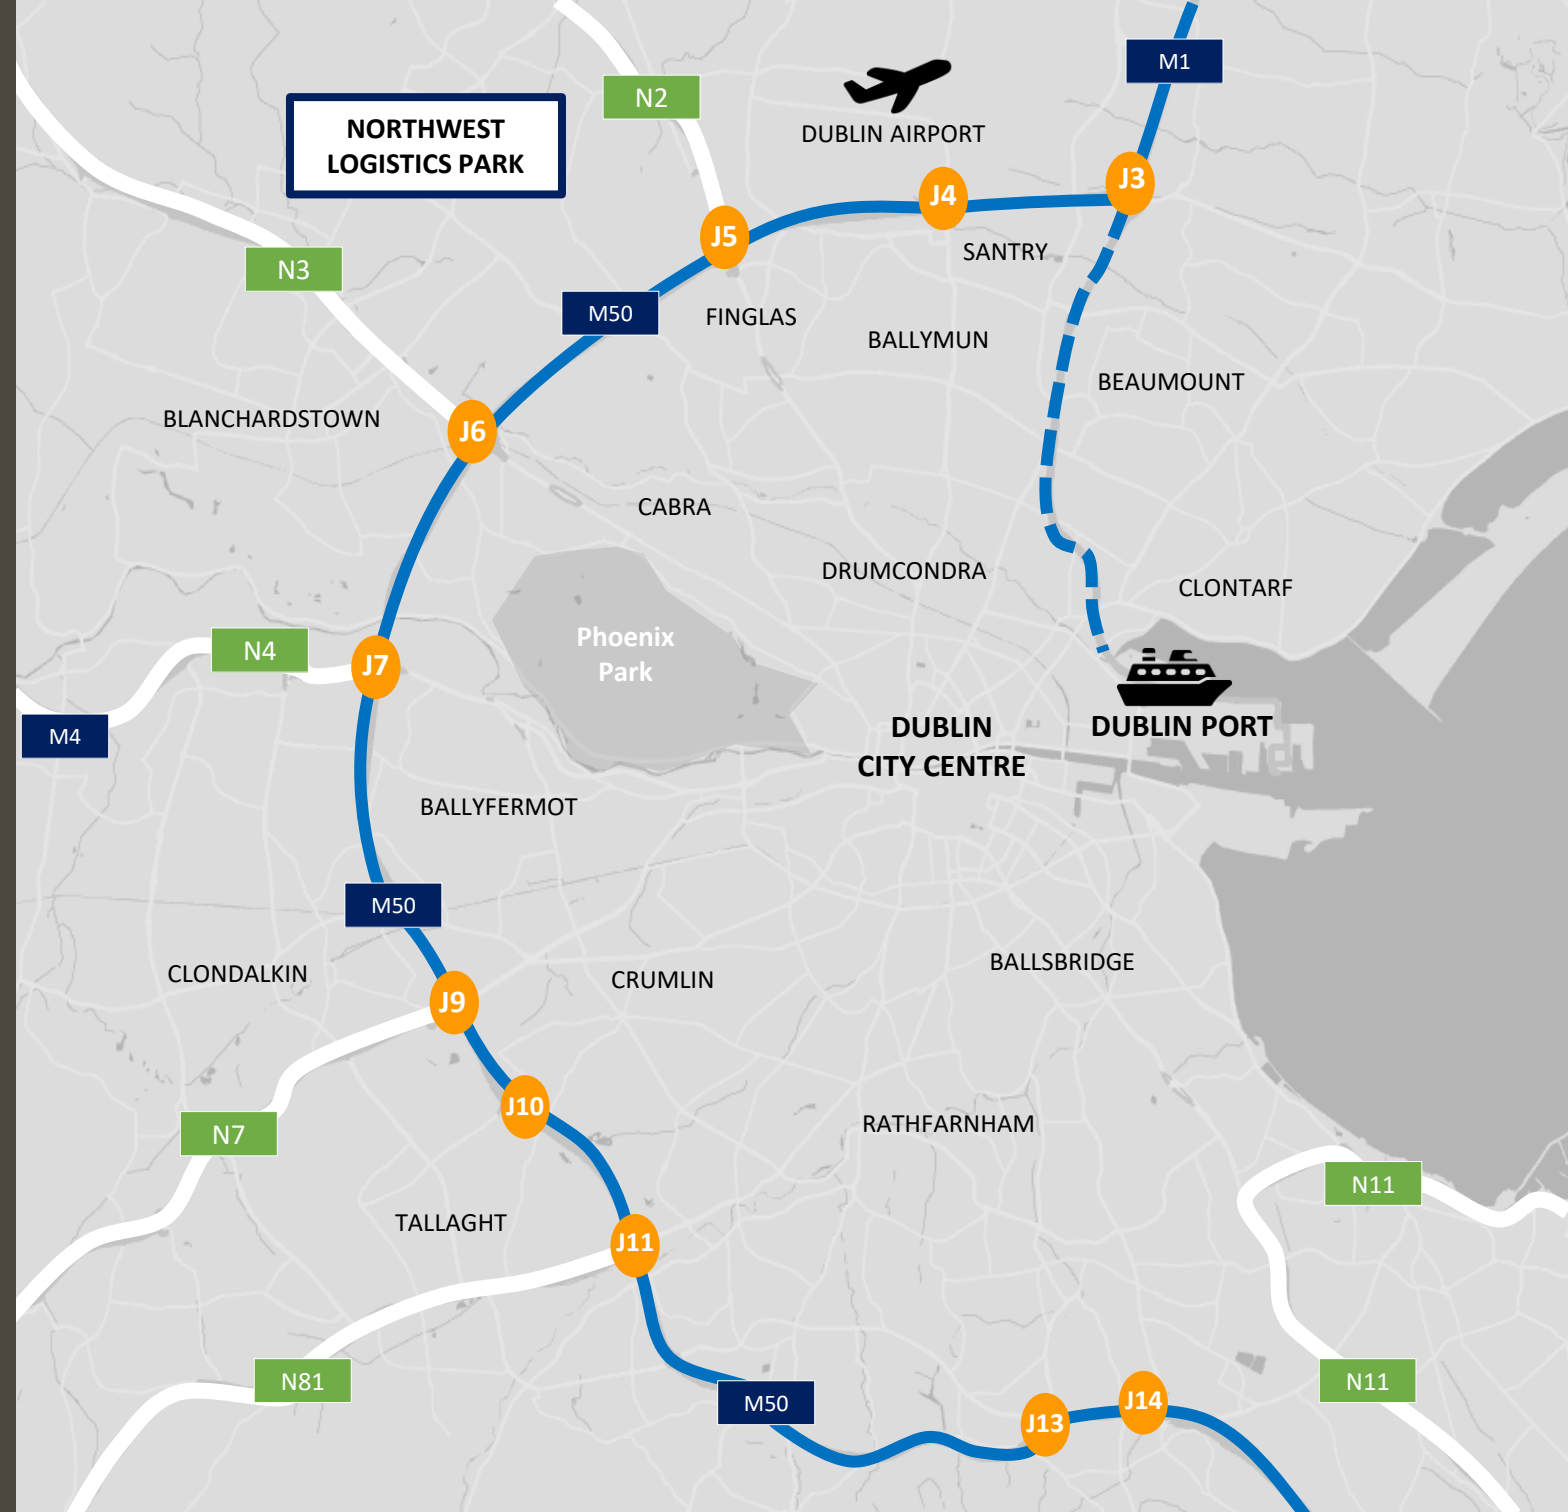 M1
N2
NORTHWEST
LOGISTICS PARK
DUBLIN AIRPORT
J3
J4
J5
SANTRY
N3
M50
FINGLAS
BALLYMUN
BEAUMOUNT
BLANCHARDSTOWN
J6
CABRA
DRUMCONDRA
CLONTARF
Phoenix
Park
N4
J7
M4
DUBLIN
CITY CENTRE
DUBLIN PORT
BALLYFERMOT
M50
CLONDALKIN
CRUMLIN
BALLSBRIDGE
J9
J10
N7
RATHFARNHAM
N11
TALLAGHT
J11
N81
N11
M50
J13
J14